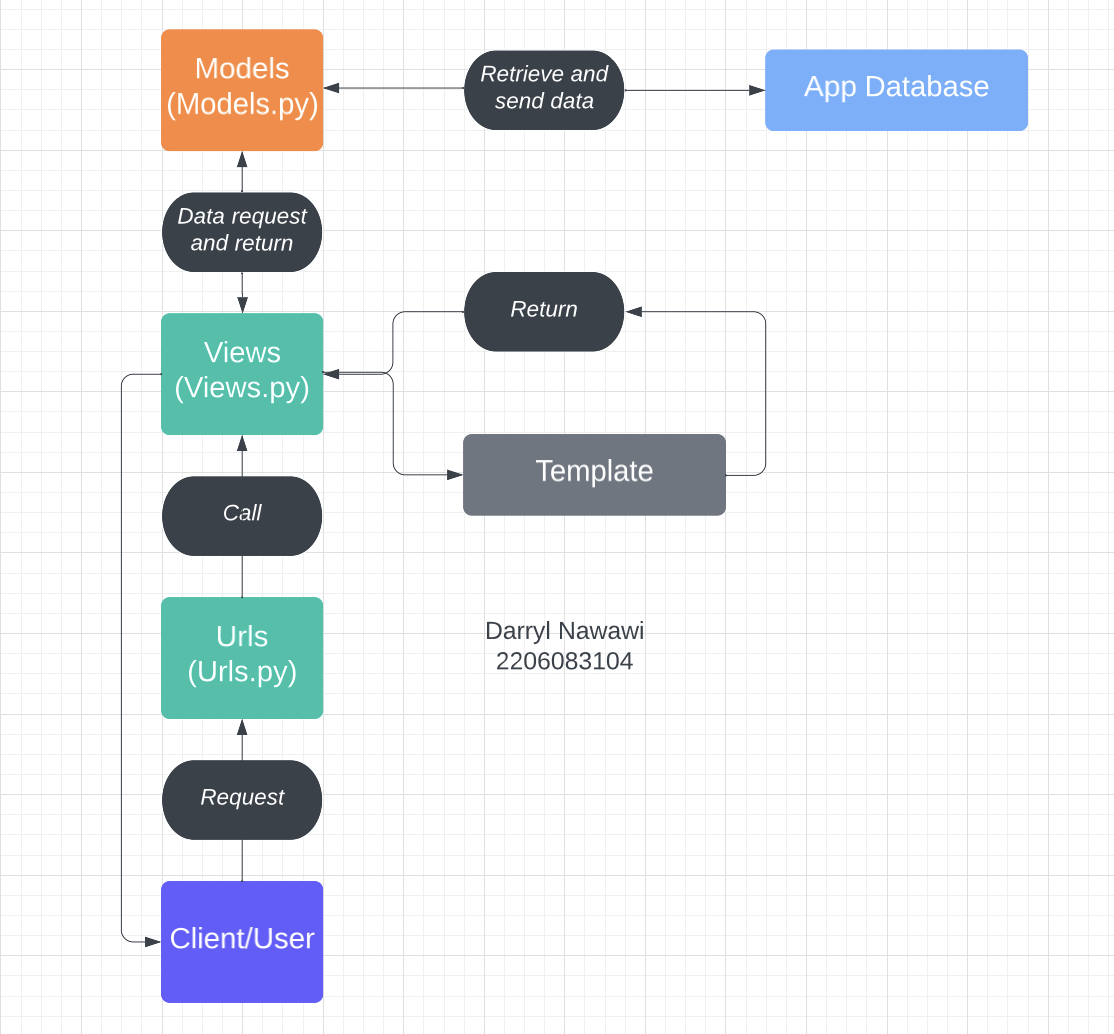 Models
(Models.py)
Retrieve and
send data
App Database
Data request
and return
Return
Views
(Views.py)
Template
Call
Urls
(Urls.py)
Darryl Nawawi
2206083104
Request
Client/User